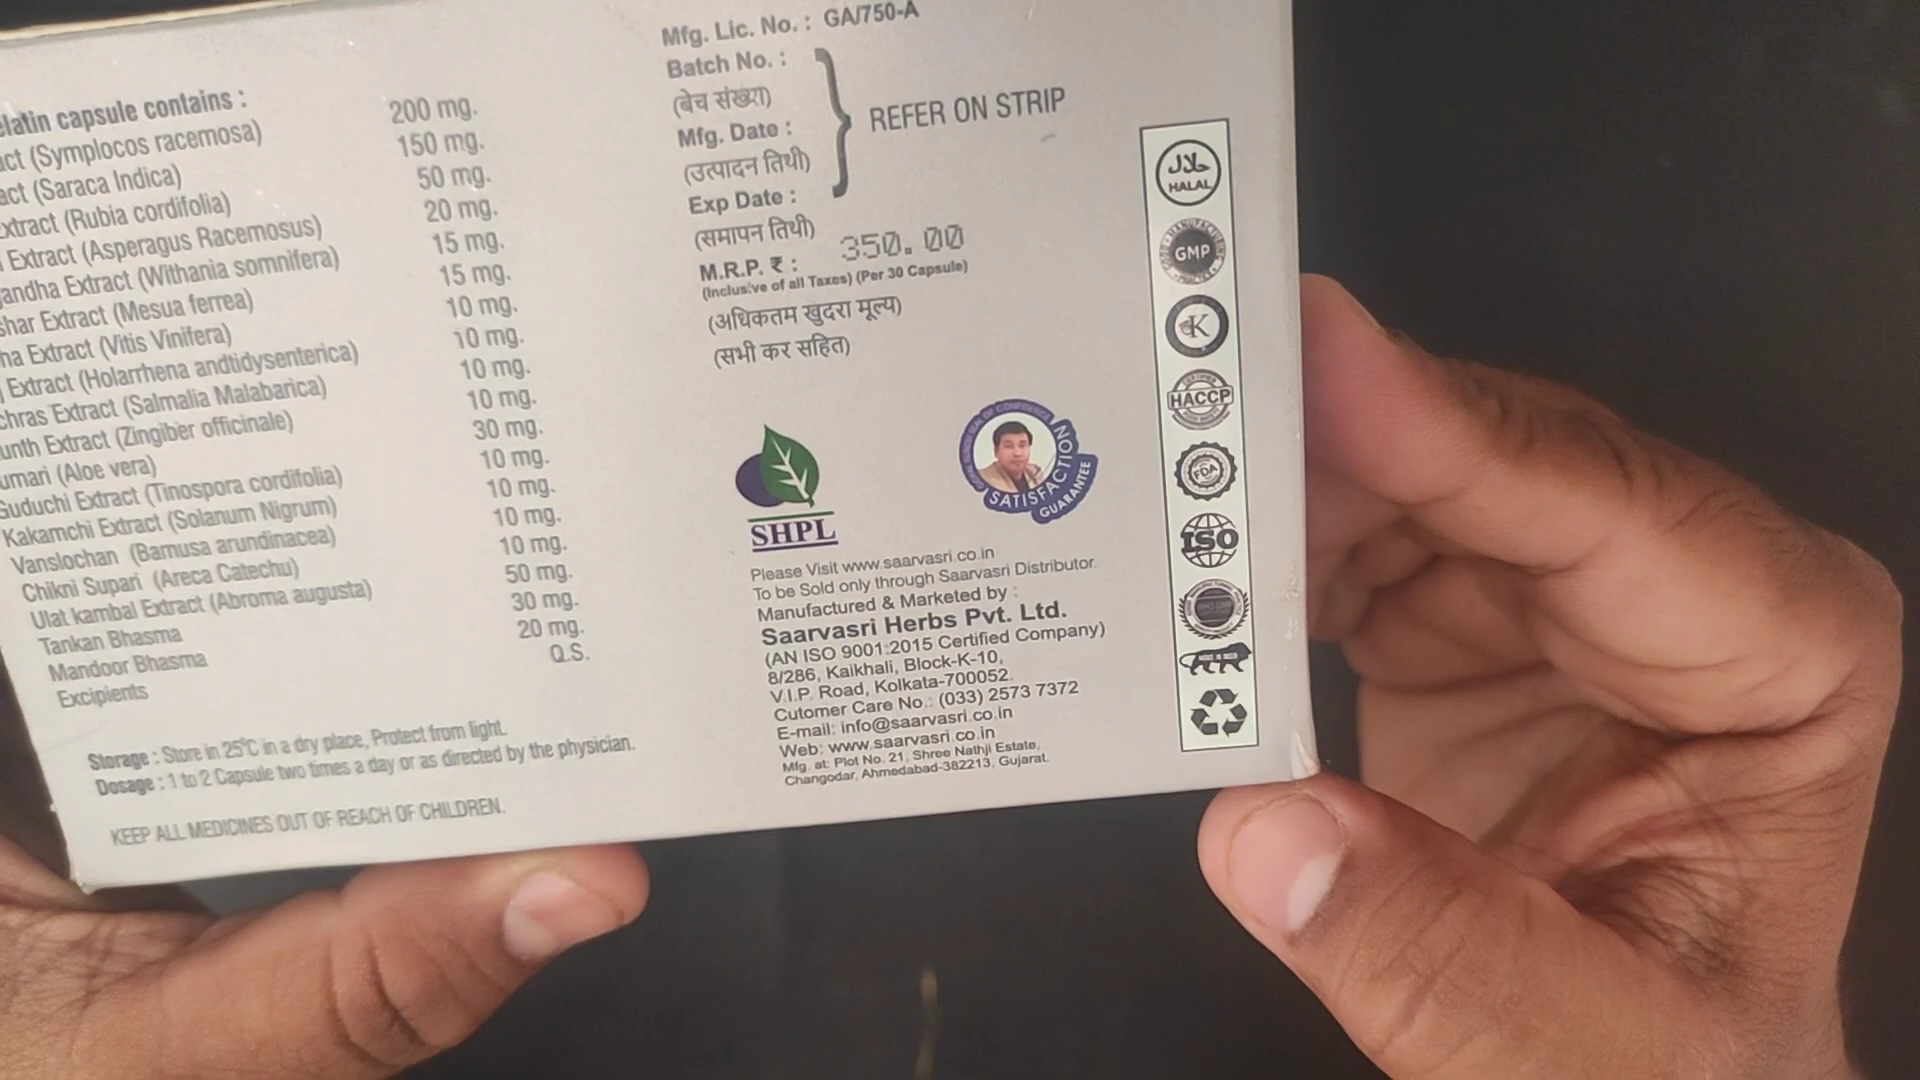 elatin capsule contains :
act (Symplocos racemosa) 200 mg.
act (Saraca Indica) 150 mg.
Extract (Rubia cordifolia) 50 mg.
Extract (Asperagus Racemosus) 20 mg.
andha Extract (Withania somnifera) 15 mg.
shar Extract (Mesua ferrea) 15 mg.
ha Extract (Vitis Vinifera) 10 mg.
Extract (Holarrhena andtidysenterica) 10 mg.
chras Extract (Salmalia Malabarica) 10 mg.
unth Extract (Zingiber officinale) 10 mg.
umari (Aloe vera) 30 mg.
Guduchi Extract (Tinospora cordifolia) 10 mg.
Kakamchi Extract (Solanum Nigrum) 10 mg.
Vanslochan (Bamusa arundinacea) 10 mg.
Chikni Supari (Areca Catechu) 10 mg.
Ulat kambal Extract (Abroma augusta) 50 mg.
Tankan Bhasma 30 mg.
Mandoor Bhasma 20 mg.
Excipients Q.S.
Storage : Store in 25°C in a dry place, Protect from light.
Dosage : 1 to 2 Capsule two times a day or as directed by the physician.
KEEP ALL MEDICINES OUT OF REACH OF CHILDREN.
Mfg. Lic. No. : GA/750-A
Batch No. :
(बेच संख्या)
Mfg. Date :
(उत्पादन तिथी)
Exp Date :
(समापन तिथी)
REFER ON STRIP
M.R.P. ₹ : 350.00
(Inclusive of all Taxes) (Per 30 Capsule)
(अधिकतम खुदरा मूल्य)
(सभी कर सहित)
SHPL
SATISFACTION
GUARANTEE
Please Visit www.saarvasri.co.in
To be Sold only through Saarvasri Distributor.
Manufactured & Marketed by :
Saarvasri Herbs Pvt. Ltd.
(AN ISO 9001:2015 Certified Company)
8/286, Kaikhali, Block-K-10,
V.I.P. Road, Kolkata-700052.
Cutomer Care No.: (033) 2573 7372
E-mail: info@saarvasri.co.in
Web: www.saarvasri.co.in
Mfg. at: Plot No. 21, Shree Nathji Estate,
Changodar, Ahmedabad-382213, Gujarat.
حلال
HALAL
GOOD MANUFACTURING
GMP
PRACTICE
K
CERTIFIED
HACCP
FDA
ISO
MADE IN INDIA